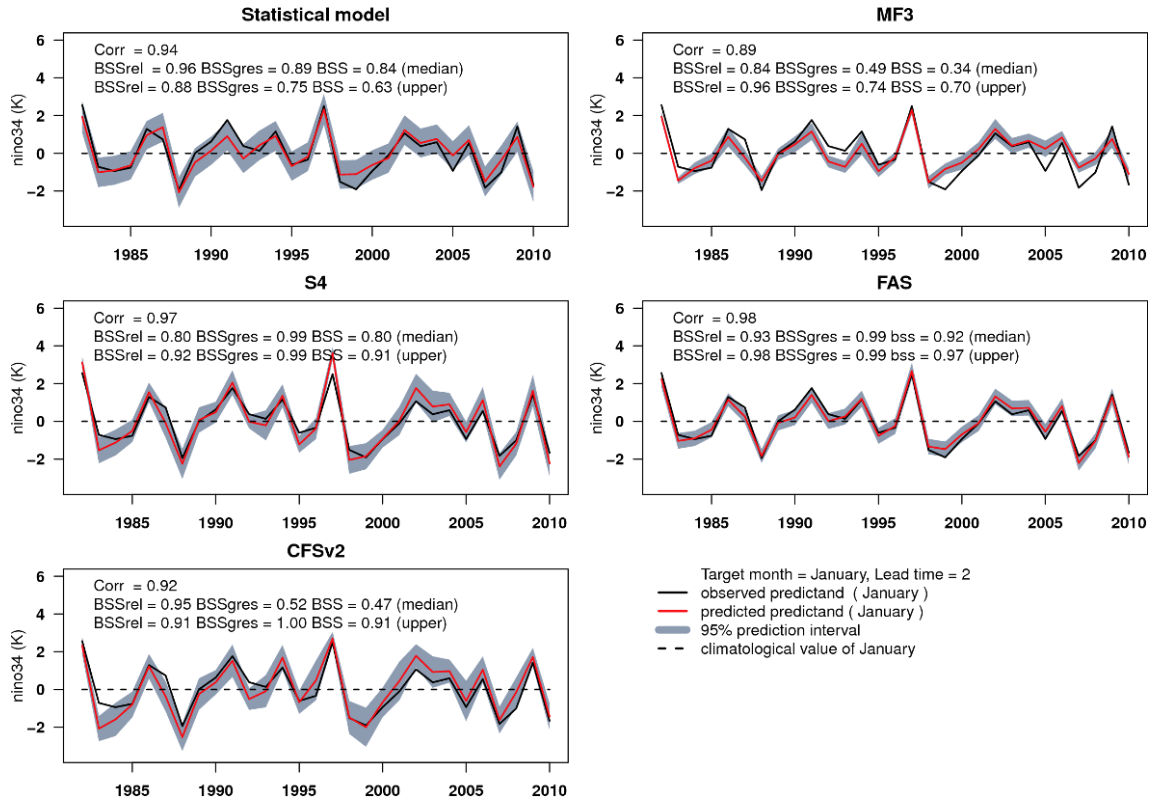 Statistical model
Corr = 0.94
BSSrel = 0.96 BSSgres = 0.89 BSS = 0.84 (median)
BSSrel = 0.88 BSSgres = 0.75 BSS = 0.63 (upper)
nino34 (K)
6
4
2
0
−2
1985 1990 1995 2000 2005 2010
MF3
Corr = 0.89
BSSrel = 0.84 BSSgres = 0.49 BSS = 0.34 (median)
BSSrel = 0.96 BSSgres = 0.74 BSS = 0.70 (upper)
nino34 (K)
6
4
2
0
−2
1985 1990 1995 2000 2005 2010
S4
Corr = 0.97
BSSrel = 0.80 BSSgres = 0.99 BSS = 0.80 (median)
BSSrel = 0.92 BSSgres = 0.99 BSS = 0.91 (upper)
nino34 (K)
6
4
2
0
−2
1985 1990 1995 2000 2005 2010
FAS
Corr = 0.98
BSSrel = 0.93 BSSgres = 0.99 bss = 0.92 (median)
BSSrel = 0.98 BSSgres = 0.99 bss = 0.97 (upper)
nino34 (K)
6
4
2
0
−2
1985 1990 1995 2000 2005 2010
CFSv2
Corr = 0.92
BSSrel = 0.95 BSSgres = 0.52 BSS = 0.47 (median)
BSSrel = 0.91 BSSgres = 1.00 BSS = 0.91 (upper)
nino34 (K)
6
4
2
0
−2
1985 1990 1995 2000 2005 2010
Target month = January, Lead time = 2
observed predictand ( January )
predicted predictand ( January )
95% prediction interval
climatological value of January